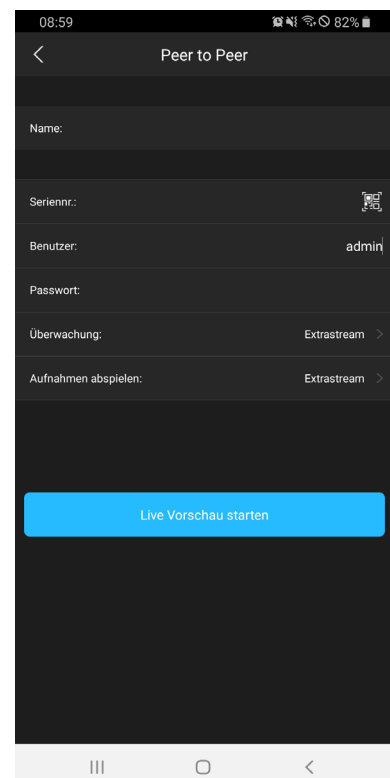 08:59 82%
Peer to Peer
Name:
Seriennr.:
Benutzer: admin
Passwort:
Überwachung: Extrastream
Aufnahmen abspielen: Extrastream
Live Vorschau starten